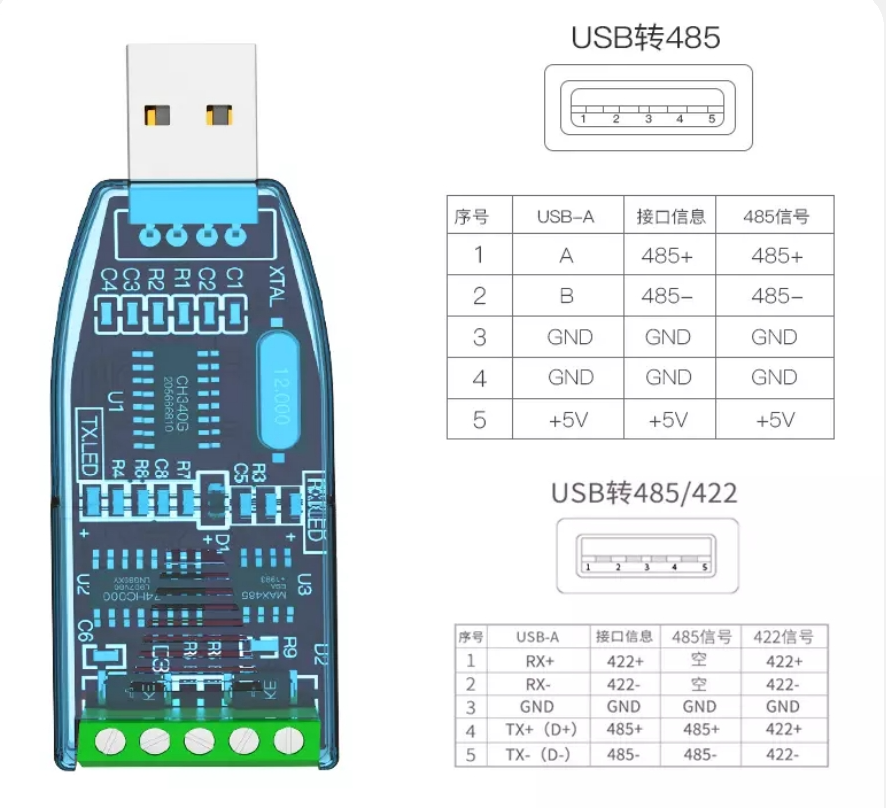 USB转485
1 2 3 4 5
序号 USB-A 接口信息 485信号
1 A 485+ 485+
2 B 485- 485-
3 GND GND GND
4 GND GND GND
5 +5V +5V +5V
USB转485/422
1 2 3 4 5
序号 USB-A 接口信息 485信号 422信号
1 RX+ 422+ 空 422+
2 RX- 422- 空 422-
3 GND GND GND GND
4 TX+（D+） 485+ 485+ 422+
5 TX-（D-） 485- 485- 422-
C4 C3 R2 R1 C2 C1 XTAL
12.000
CH340G
U1
TX.LED
R4 R8 C8 R7 C5 R3
+ + +
D1
U2 74HC00 MAX485 U3
C6 R9